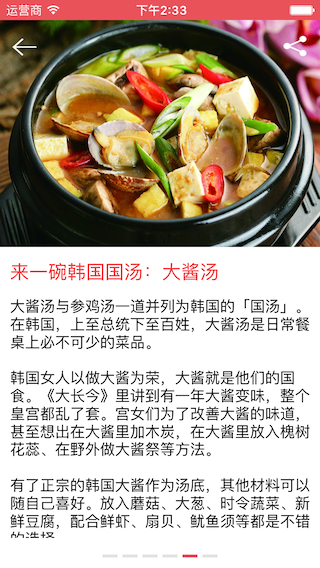 运营商 下午2:33
来一碗韩国国汤：大酱汤
大酱汤与参鸡汤一道并列为韩国的「国汤」。
在韩国，上至总统下至百姓，大酱汤是日常餐
桌上必不可少的菜品。
韩国女人以做大酱为荣，大酱就是他们的国
食。《大长今》里讲到有一年大酱变味，整个
皇宫都乱了套。宫女们为了改善大酱的味道，
甚至想出在大酱里加木炭，在大酱里放入槐树
花蕊、在野外做大酱祭等方法。
有了正宗的韩国大酱作为汤底，其他材料可以
随自己喜好。放入蘑菇、大葱、时令蔬菜、新
鲜豆腐，配合鲜虾、扇贝、鱿鱼须等都是不错
的选择